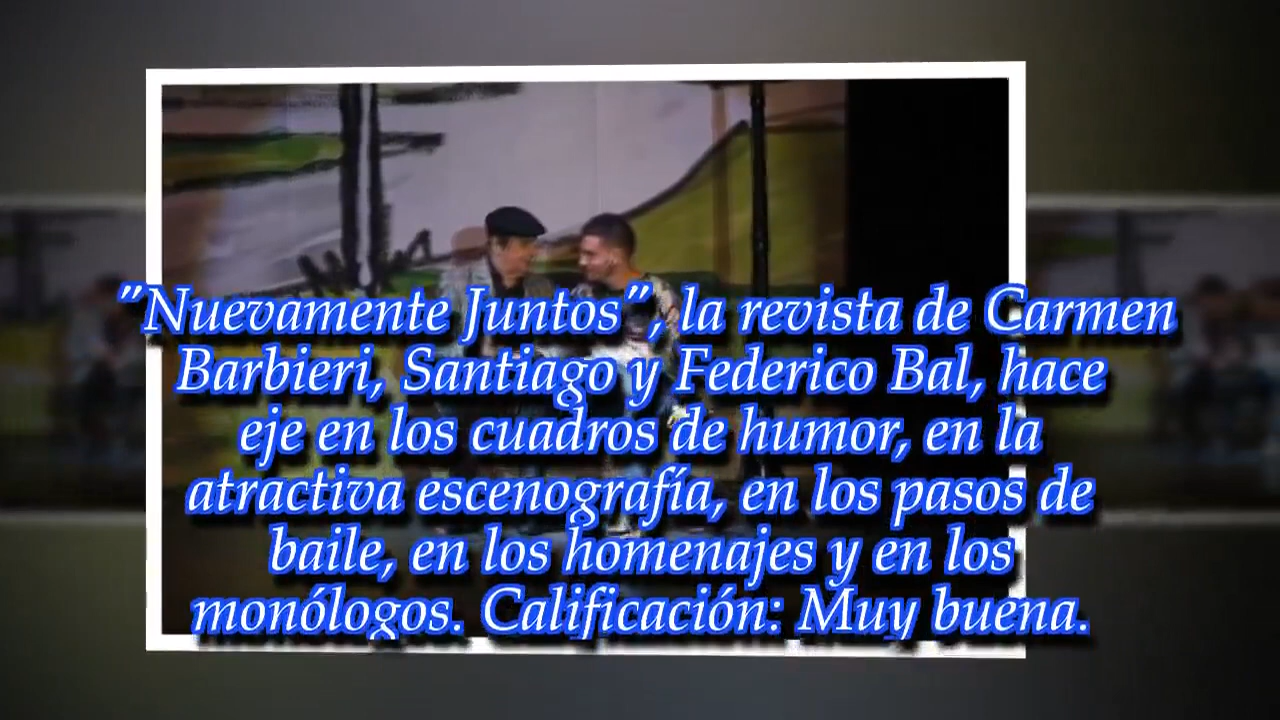 "Nuevamente Juntos", la revista de Carmen
Barbieri, Santiago y Federico Bal, hace
eje en los cuadros de humor, en la
atractiva escenografía, en los pasos de
baile, en los homenajes y en los
monólogos. Calificación: Muy buena.